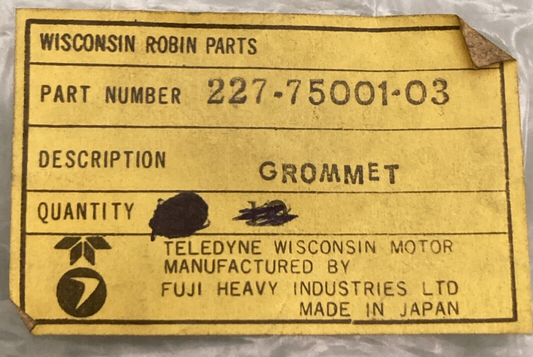 WISCONSIN ROBIN PARTS
PART NUMBER 227-75001-03
DESCRIPTION GROMMET
QUANTITY
TELEDYNE WISCONSIN MOTOR
MANUFACTURED BY
FUJI HEAVY INDUSTRIES LTD
MADE IN JAPAN